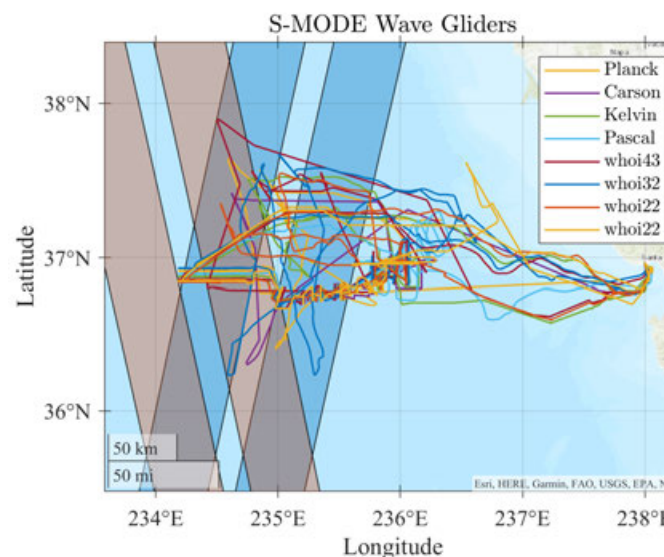 S-MODE Wave Gliders
Napa
Planck
Carson
Kelvin
Pascal
whoi43
whoi32
whoi22
whoi22
38°N
37°N
36°N
Latitude
50 km
50 mi
Esri, HERE, Garmin, FAO, USGS, EPA, N
234°E
235°E
236°E
237°E
238°
Longitude